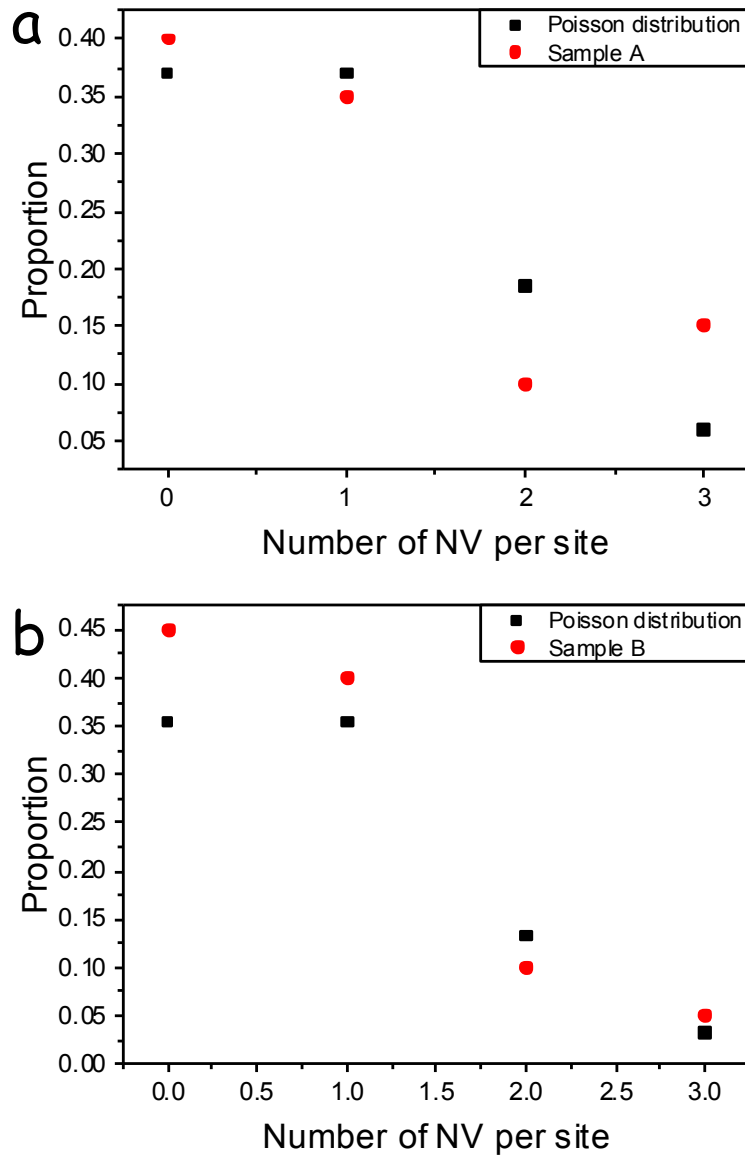 a
Poisson distribution
Sample A
0.40
0.35
0.30
0.25
0.20
0.15
0.10
0.05
Proportion
0 1 2 3
Number of NV per site
b
Poisson distribution
Sample B
0.45
0.40
0.35
0.30
0.25
0.20
0.15
0.10
0.05
0.00
Proportion
0.0 0.5 1.0 1.5 2.0 2.5 3.0
Number of NV per site